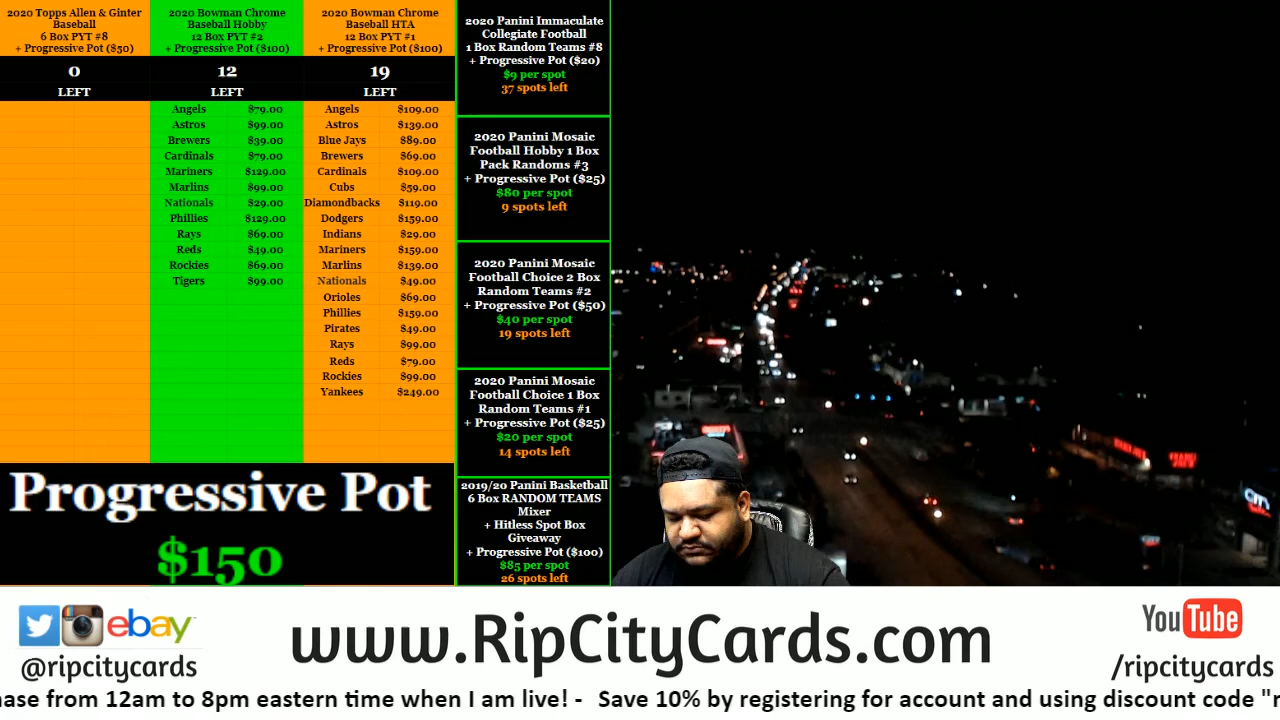 2020 Topps Allen & Ginter
Baseball
6 Box PYT #8
+ Progressive Pot ($50)
0
LEFT
2020 Bowman Chrome
Baseball Hobby
12 Box PYT #2
+ Progressive Pot ($100)
12
LEFT
Angels $79.00
Astros $99.00
Brewers $39.00
Cardinals $79.00
Mariners $129.00
Marlins $99.00
Nationals $29.00
Phillies $129.00
Rays $69.00
Reds $49.00
Rockies $69.00
Tigers $99.00
2020 Bowman Chrome
Baseball HTA
12 Box PYT #1
+ Progressive Pot ($100)
19
LEFT
Angels $109.00
Astros $139.00
Blue Jays $89.00
Brewers $69.00
Cardinals $109.00
Cubs $59.00
Diamondbacks $119.00
Dodgers $159.00
Indians $29.00
Mariners $159.00
Marlins $139.00
Nationals $49.00
Orioles $69.00
Phillies $159.00
Pirates $49.00
Rays $99.00
Reds $79.00
Rockies $99.00
Yankees $249.00
Progressive Pot
$150
2020 Panini Immaculate
Collegiate Football
1 Box Random Teams #8
+ Progressive Pot ($20)
$9 per spot
37 spots left
2020 Panini Mosaic
Football Hobby 1 Box
Pack Randoms #3
+ Progressive Pot ($25)
$80 per spot
9 spots left
2020 Panini Mosaic
Football Choice 2 Box
Random Teams #2
+ Progressive Pot ($50)
$40 per spot
19 spots left
2020 Panini Mosaic
Football Choice 1 Box
Random Teams #1
+ Progressive Pot ($25)
$20 per spot
14 spots left
2019/20 Panini Basketball
6 Box RANDOM TEAMS
Mixer
+ Hitless Spot Box
Giveaway
+ Progressive Pot ($100)
$85 per spot
26 spots left
ebay
@ripcitycards
www.RipCityCards.com
YouTube
/ripcitycards
ase from 12am to 8pm eastern time when I am live! - Save 10% by registering for account and using discount code "r